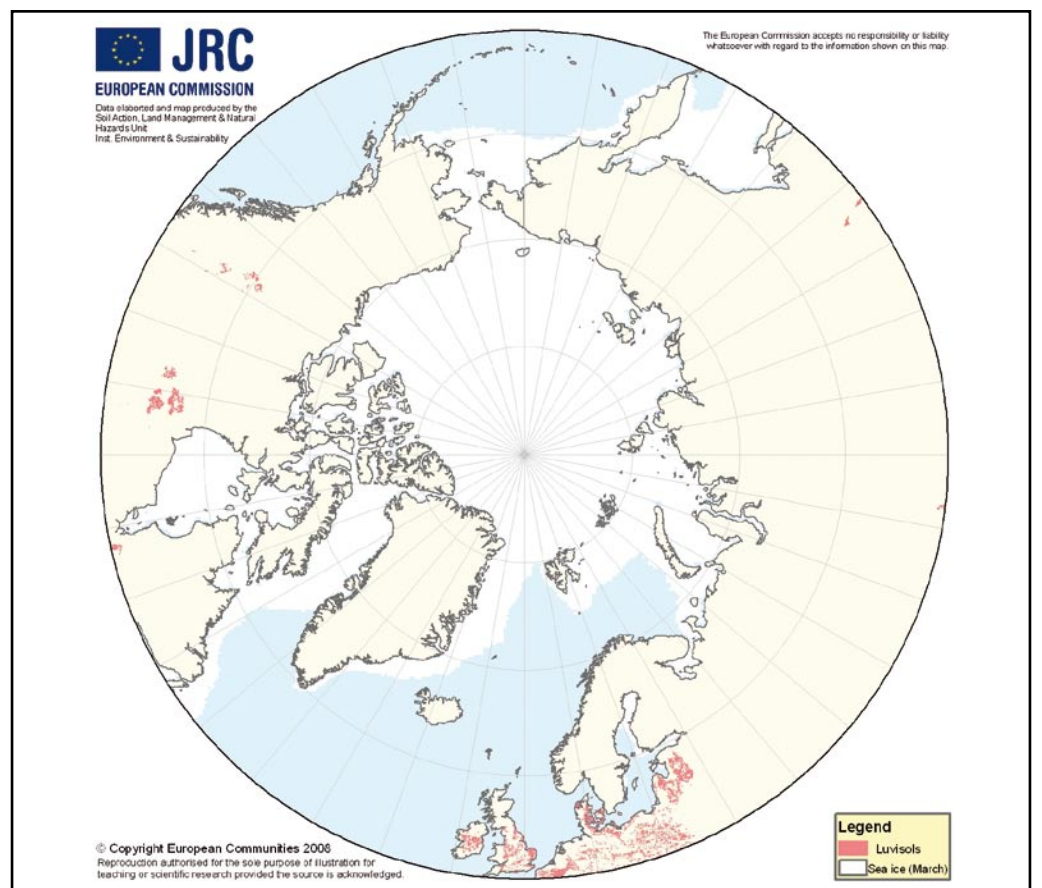 JRC
EUROPEAN COMMISSION
Data elaborted and map produced by the
Soil Action, Land Management & Natural
Hazards Unit
Inst. Environment & Sustainability
The European Commission accepts no responsibility or liability
whatsoever with regard to the information shown on this map.
© Copyright European Communities 2008
Reproduction authorised for the sole purpose of illustration for
teaching or scientific research provided the source is acknowledged.
Legend
Luvisols
Sea ice (March)